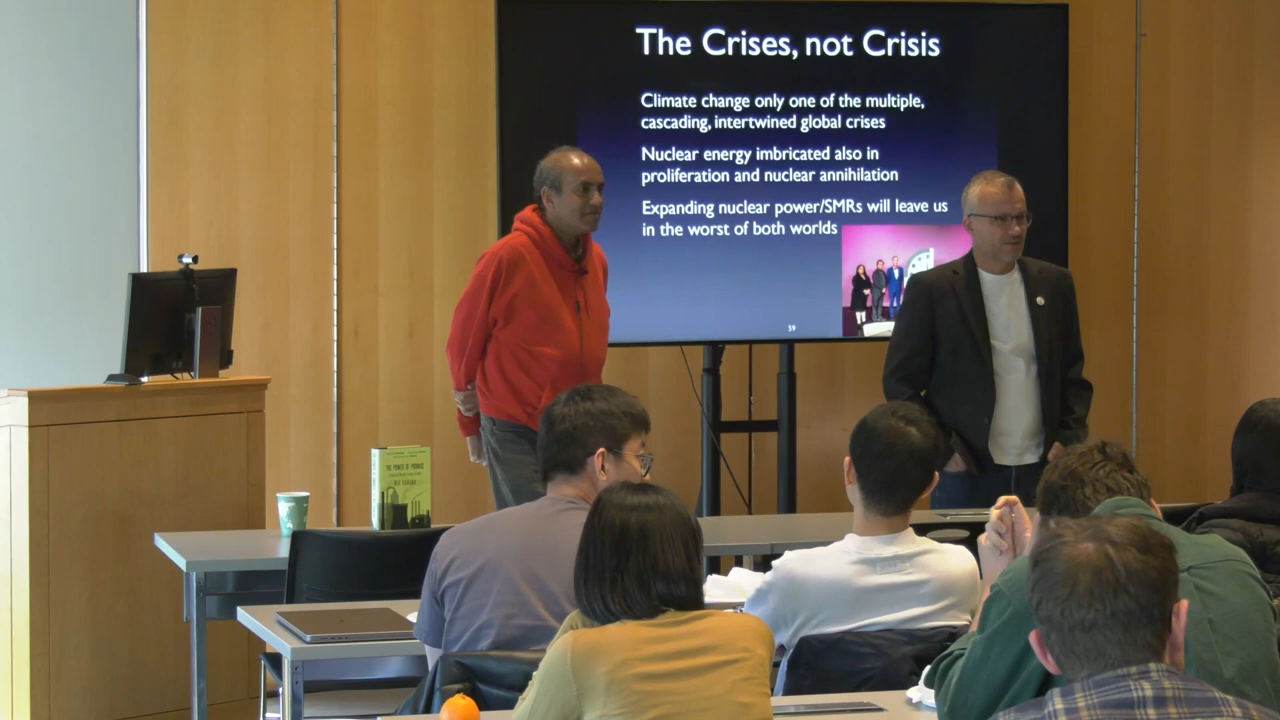 The Crises, not Crisis
Climate change only one of the multiple,
cascading, intertwined global crises
Nuclear energy imbricated also in
proliferation and nuclear annihilation
Expanding nuclear power/SMRs will leave us
in the worst of both worlds
59
THE POWER OF PROMISE